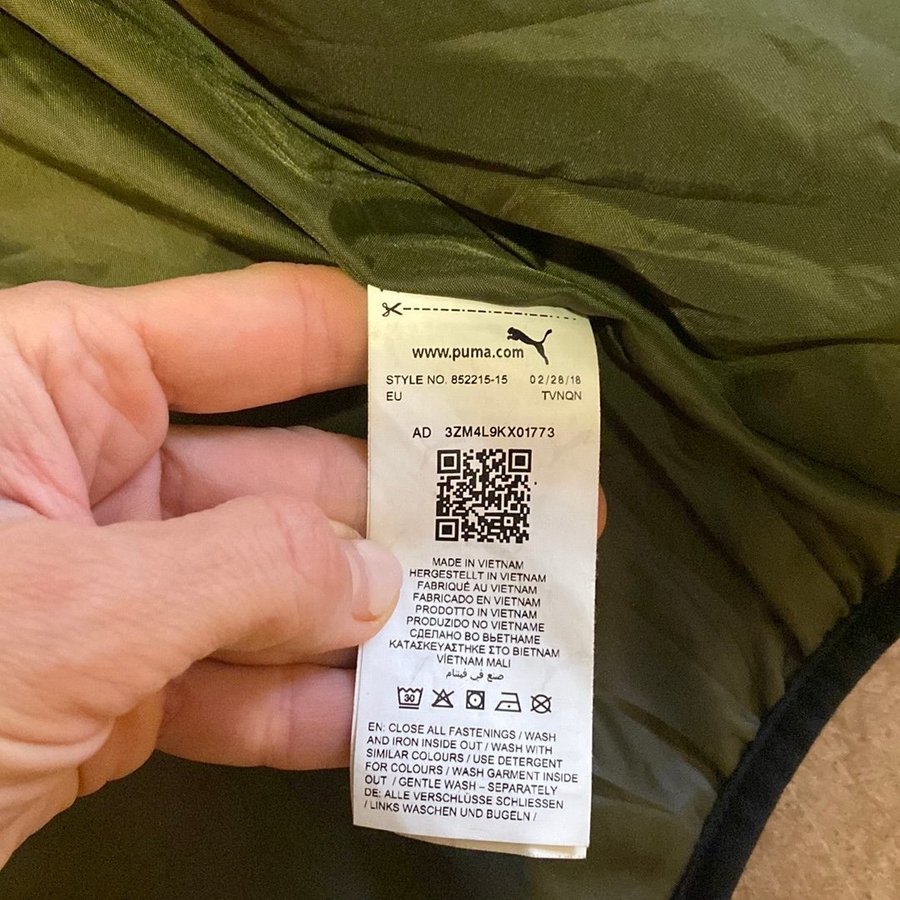 www.puma.com
STYLE NO. 852215-15 02/28/18
EU TVNQN
AD 3ZM4L9KX01773
MADE IN VIETNAM
HERGESTELLT IN VIETNAM
FABRIQUÉ AU VIETNAM
FABRICADO EN VIETNAM
PRODOTTO IN VIETNAM
PRODUZIDO NO VIETNAME
СДЕЛАНО ВО ВЬЕТНАМЕ
ΚΑΤΑΣΚΕΥΑΣΤΗΚΕ ΣΤΟ ΒΙΕΤΝΑΜ
VİETNAM MALI
صنع في فيتنام
30
EN: CLOSE ALL FASTENINGS / WASH
AND IRON INSIDE OUT / WASH WITH
SIMILAR COLOURS / USE DETERGENT
FOR COLOURS / WASH GARMENT INSIDE
OUT / GENTLE WASH – SEPARATELY
DE: ALLE VERSCHLÜSSE SCHLIESSEN
/ LINKS WASCHEN UND BUGELN /